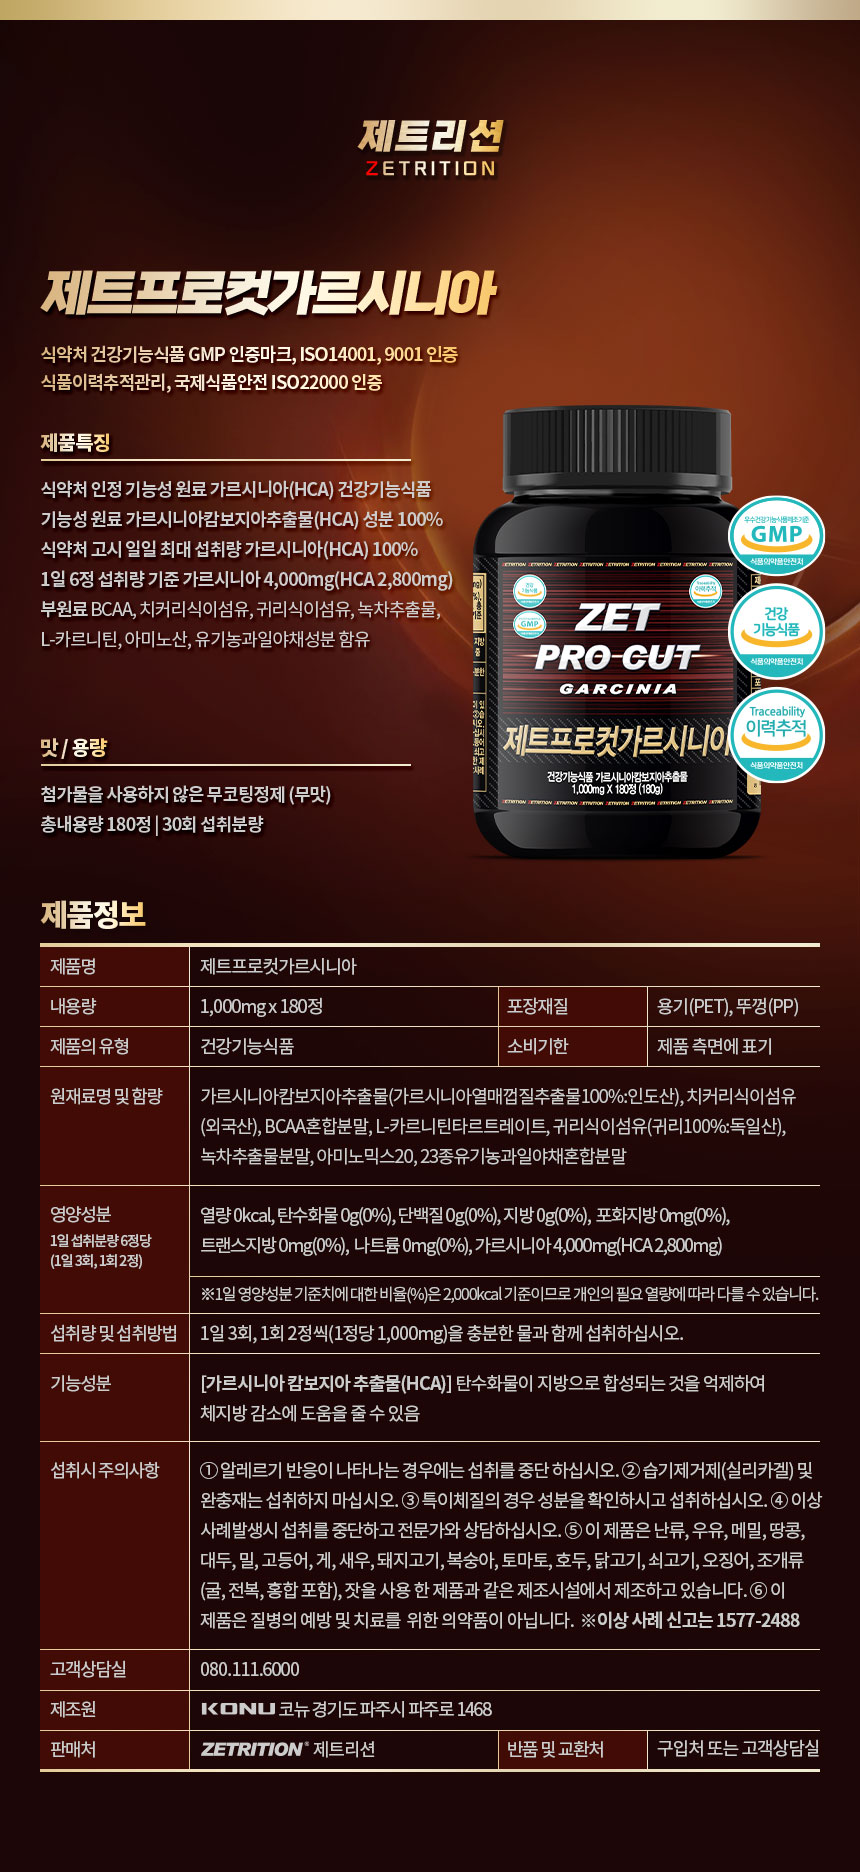 제트리션
ZETRITION
제트프로컷가르시니아
식약처 건강기능식품 GMP 인증마크, ISO14001, 9001 인증
식품이력추적관리, 국제식품안전 ISO22000 인증
제품특징
식약처 인정 기능성 원료 가르시니아(HCA) 건강기능식품
기능성 원료 가르시니아캄보지아추출물(HCA) 성분 100%
식약처 고시 일일 최대 섭취량 가르시니아(HCA) 100%
1일 6정 섭취량 기준 가르시니아 4,000mg(HCA 2,800mg)
부원료 BCAA, 치커리식이섬유, 귀리식이섬유, 녹차추출물,
L-카르니틴, 아미노산, 유기농과일야채성분 함유
우수건강기능식품제조기준
GMP
식품의약품안전처
건강
기능식품
식품의약품안전처
Traceability
이력추적
식품의약품안전처
ZET
PRO-CUT
GARCINIA
제트프로컷가르시니아
건강기능식품 가르시니아캄보지아추출물
1,000mg X 180정 (180g)
맛 / 용량
첨가물을 사용하지 않은 무코팅정제 (무맛)
총내용량 180정 | 30회 섭취분량
제품정보
제품명 제트프로컷가르시니아
내용량 1,000mg x 180정 포장재질 용기(PET), 뚜껑(PP)
제품의 유형 건강기능식품 소비기한 제품 측면에 표기
원재료명 및 함량 가르시니아캄보지아추출물(가르시니아열매껍질추출물100%:인도산), 치커리식이섬유
(외국산), BCAA혼합분말, L-카르니틴타르트레이트, 귀리식이섬유(귀리100%:독일산),
녹차추출물분말, 아미노믹스20, 23종유기농과일야채혼합분말
영양성분
1일 섭취분량 6정당
(1일 3회, 1회 2정)
열량 0kcal, 탄수화물 0g(0%), 단백질 0g(0%), 지방 0g(0%), 포화지방 0mg(0%),
트랜스지방 0mg(0%), 나트륨 0mg(0%), 가르시니아 4,000mg(HCA 2,800mg)
※1일 영양성분 기준치에 대한 비율(%)은 2,000kcal 기준이므로 개인의 필요 열량에 따라 다를 수 있습니다.
섭취량 및 섭취방법 1일 3회, 1회 2정씩(1정당 1,000mg)을 충분한 물과 함께 섭취하십시오.
기능성분 [가르시니아 캄보지아 추출물(HCA)] 탄수화물이 지방으로 합성되는 것을 억제하여
체지방 감소에 도움을 줄 수 있음
섭취시 주의사항 ① 알레르기 반응이 나타나는 경우에는 섭취를 중단 하십시오. ② 습기제거제(실리카겔) 및
완충재는 섭취하지 마십시오. ③ 특이체질의 경우 성분을 확인하시고 섭취하십시오. ④ 이상
사례발생시 섭취를 중단하고 전문가와 상담하십시오. ⑤ 이 제품은 난류, 우유, 메밀, 땅콩,
대두, 밀, 고등어, 게, 새우, 돼지고기, 복숭아, 토마토, 호두, 닭고기, 쇠고기, 오징어, 조개류
(굴, 전복, 홍합 포함), 잣을 사용 한 제품과 같은 제조시설에서 제조하고 있습니다. ⑥ 이
제품은 질병의 예방 및 치료를 위한 의약품이 아닙니다. ※이상 사례 신고는 1577-2488
고객상담실 080.111.6000
제조원 KONU 코뉴 경기도 파주시 파주로 1468
판매처 ZETRITION® 제트리션 반품 및 교환처 구입처 또는 고객상담실